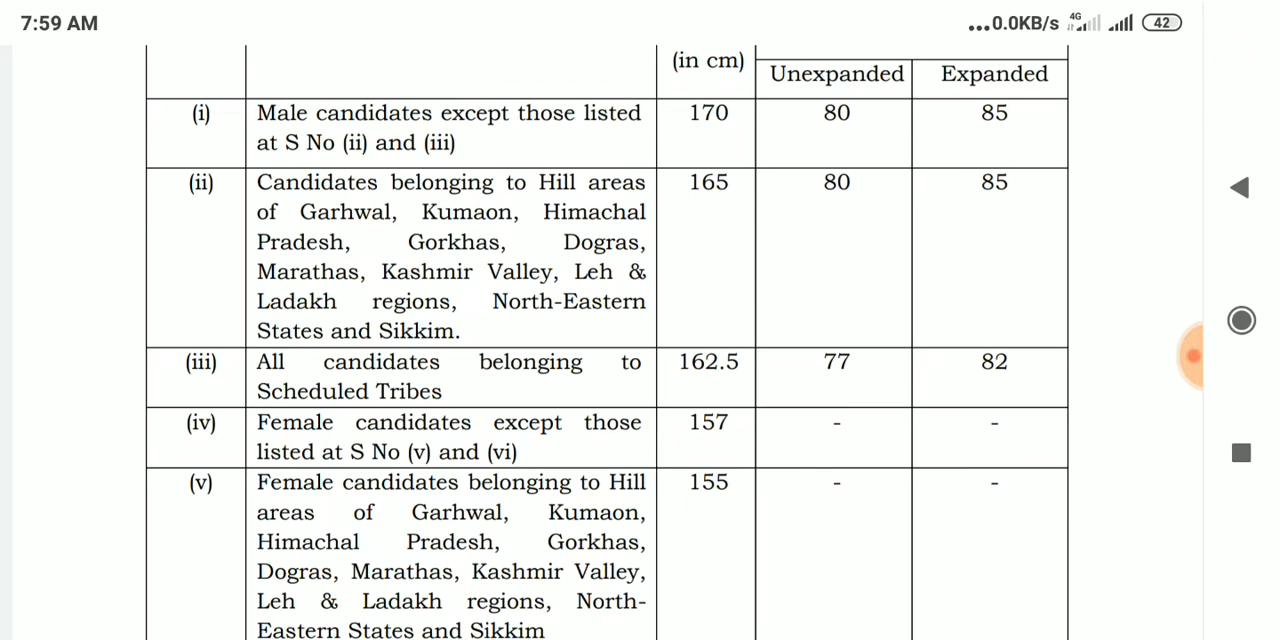 7:59 AM ...0.0KB/s 4G 42
(in cm)
Unexpanded Expanded
(i) Male candidates except those listed 170 80 85
at S No (ii) and (iii)
(ii) Candidates belonging to Hill areas 165 80 85
of Garhwal, Kumaon, Himachal
Pradesh, Gorkhas, Dogras,
Marathas, Kashmir Valley, Leh &
Ladakh regions, North-Eastern
States and Sikkim.
(iii) All candidates belonging to 162.5 77 82
Scheduled Tribes
(iv) Female candidates except those 157 - -
listed at S No (v) and (vi)
(v) Female candidates belonging to Hill 155 - -
areas of Garhwal, Kumaon,
Himachal Pradesh, Gorkhas,
Dogras, Marathas, Kashmir Valley,
Leh & Ladakh regions, North-
Eastern States and Sikkim